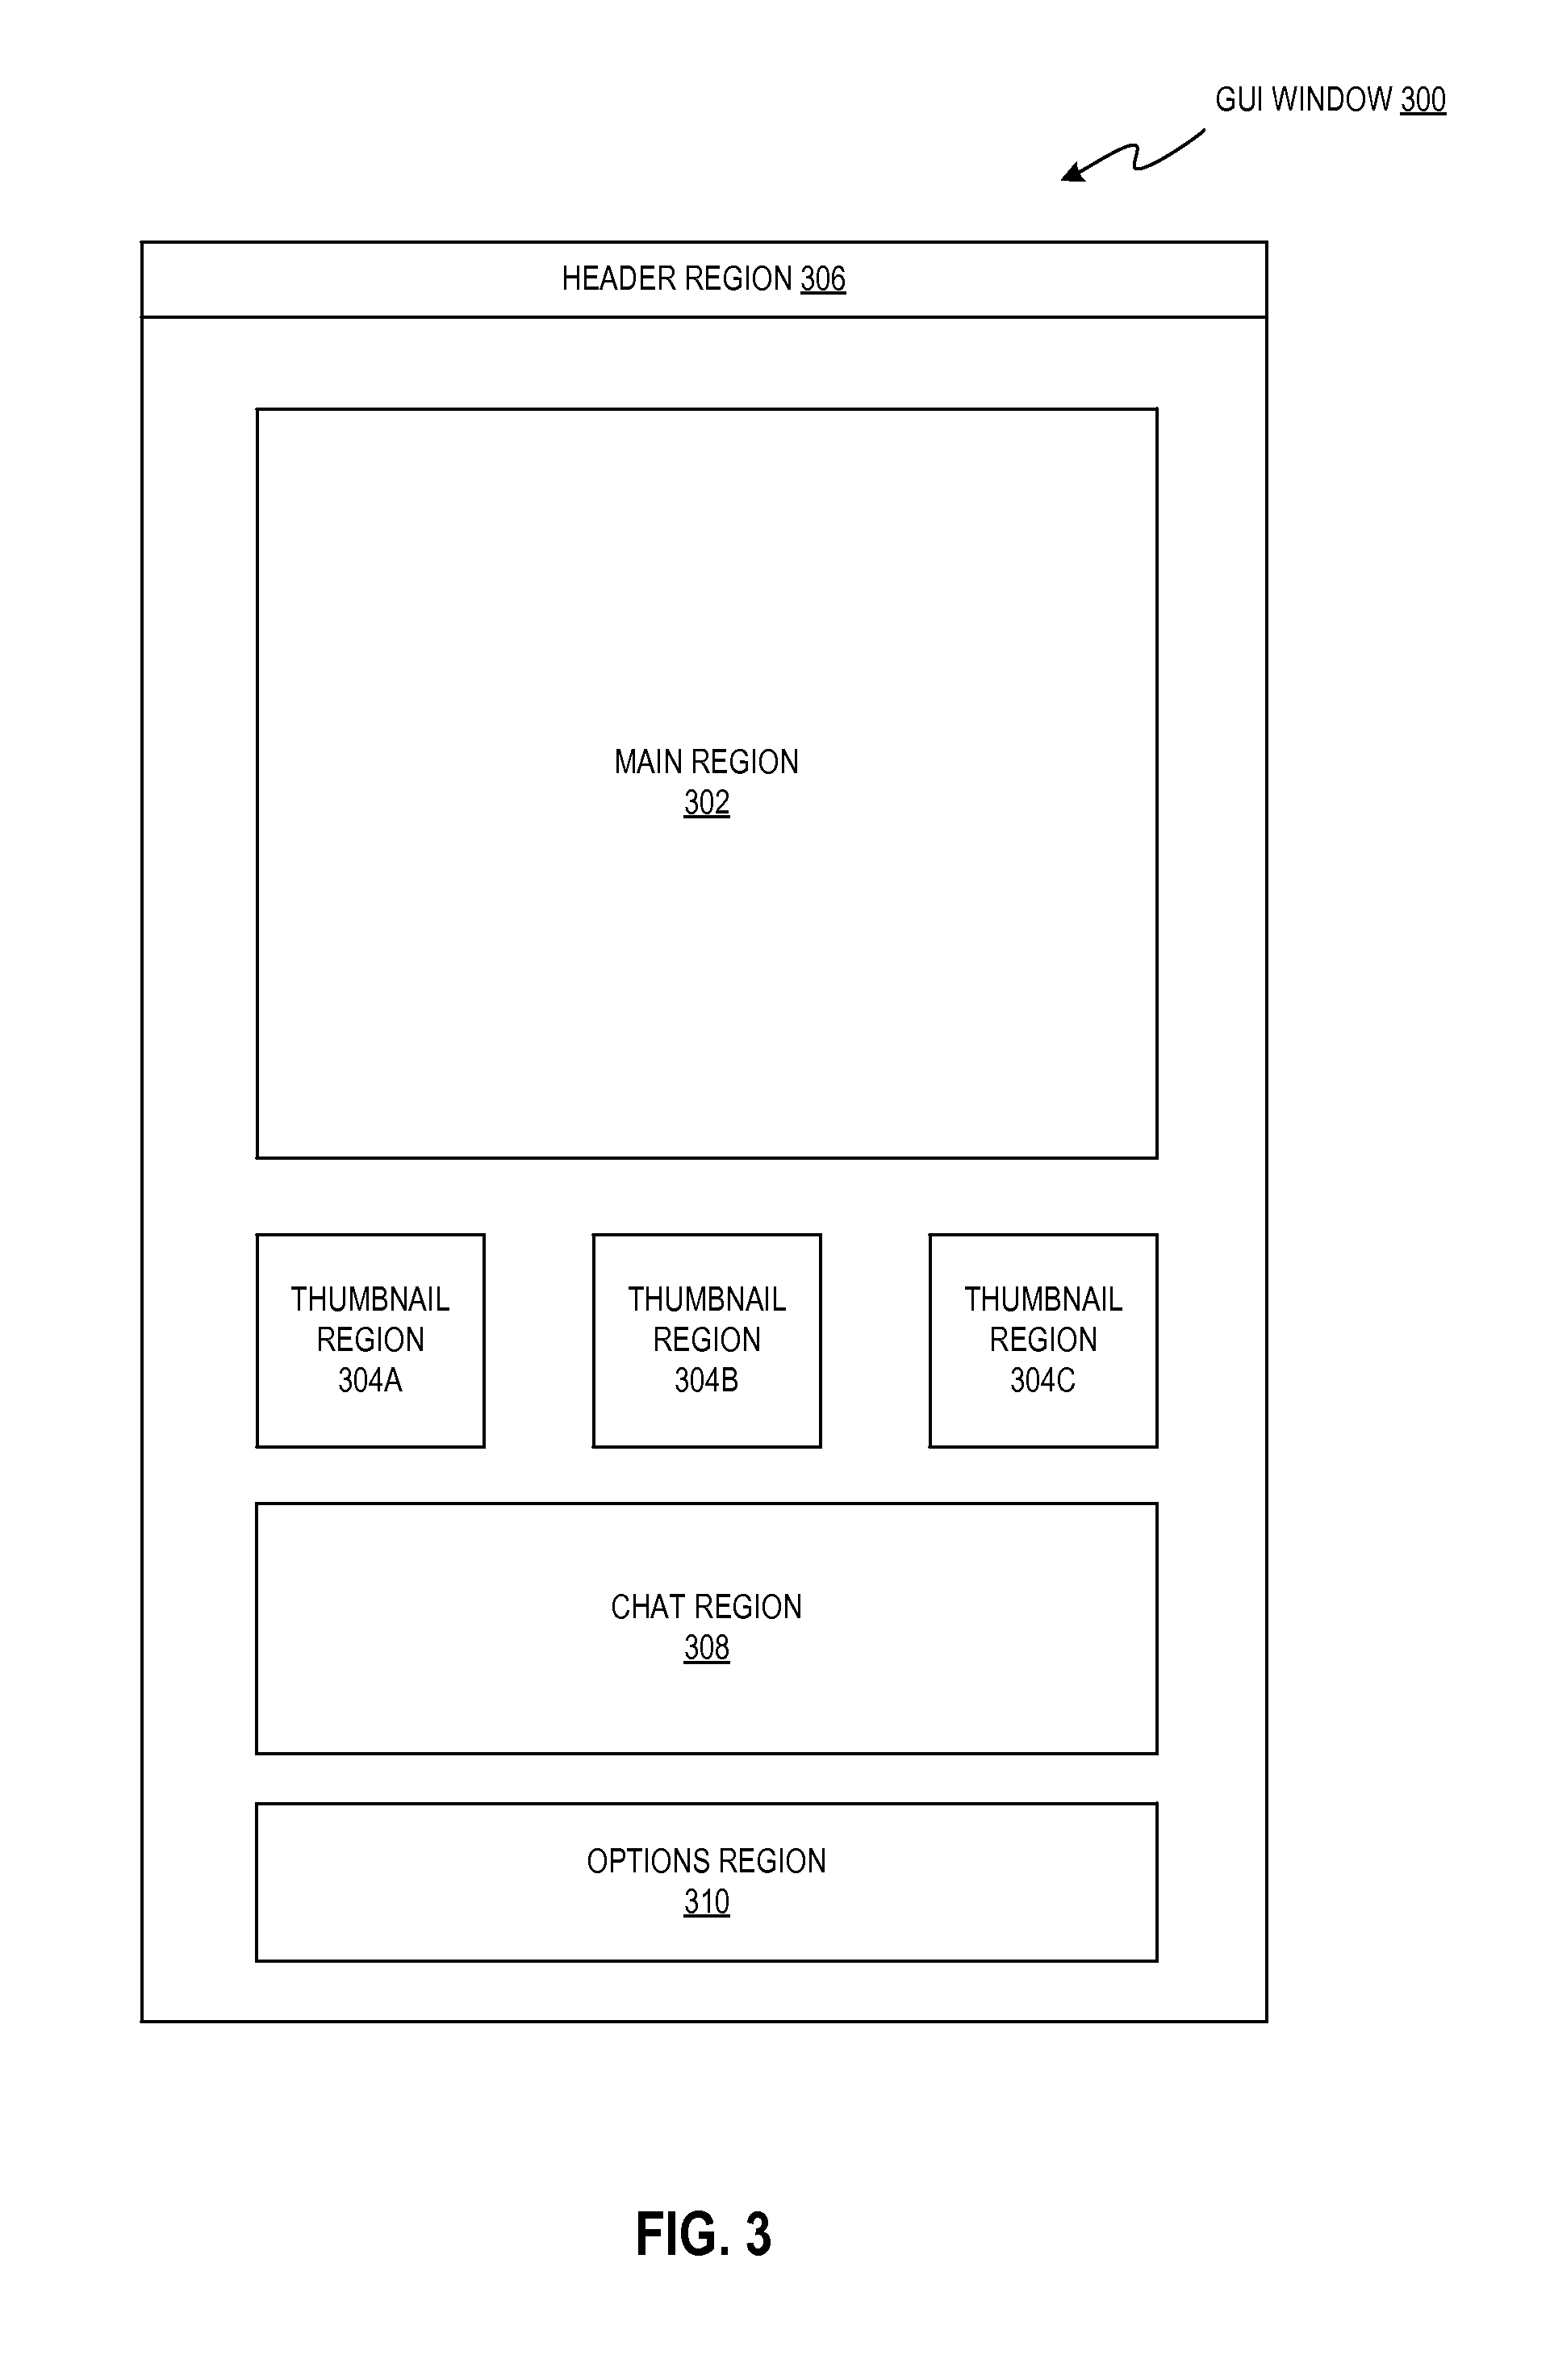 GUI WINDOW 300
HEADER REGION 306
MAIN REGION
302
THUMBNAIL
REGION
304A
THUMBNAIL
REGION
304B
THUMBNAIL
REGION
304C
CHAT REGION
308
OPTIONS REGION
310
FIG. 3